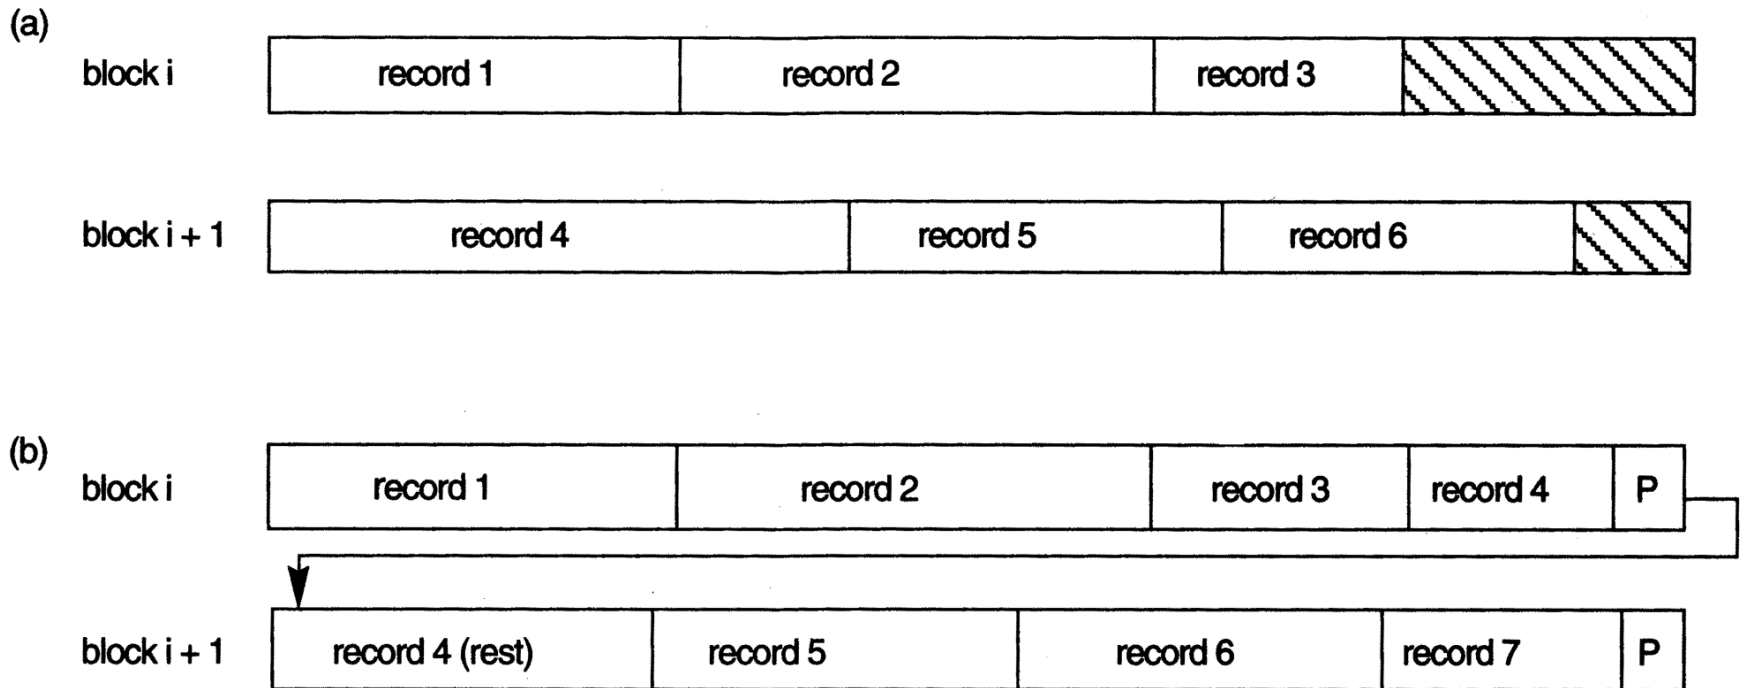 (a)
block i record 1 record 2 record 3
block i + 1 record 4 record 5 record 6
(b)
block i record 1 record 2 record 3 record 4 P
block i + 1 record 4 (rest) record 5 record 6 record 7 P